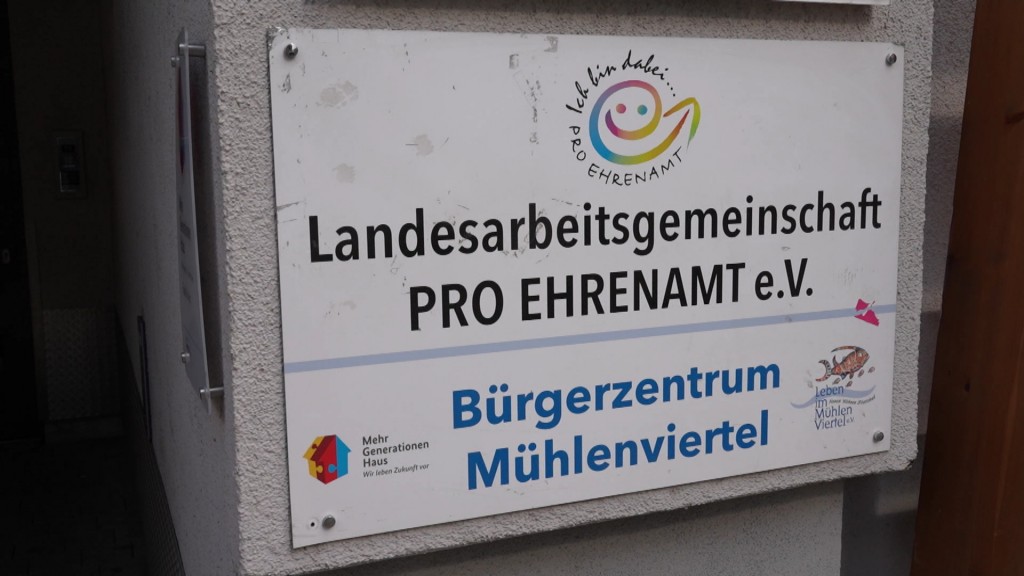 Ich bin dabei...
PRO EHRENAMT
Landesarbeitsgemeinschaft
PRO EHRENAMT e.V.
Bürgerzentrum
Mühlenviertel
Mehr
Generationen
Haus
Wir leben Zukunft vor
Leben
im
Mühlen
Viertel e.V.